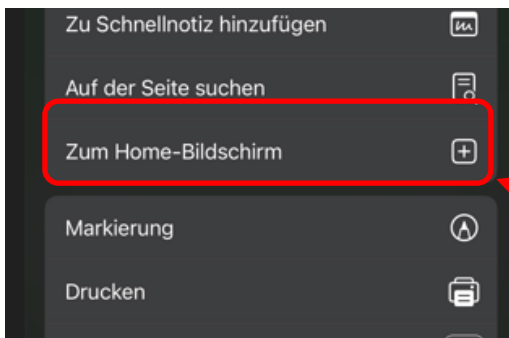 Zu Schnellnotiz hinzufügen
Auf der Seite suchen
Zum Home-Bildschirm
Markierung
Drucken